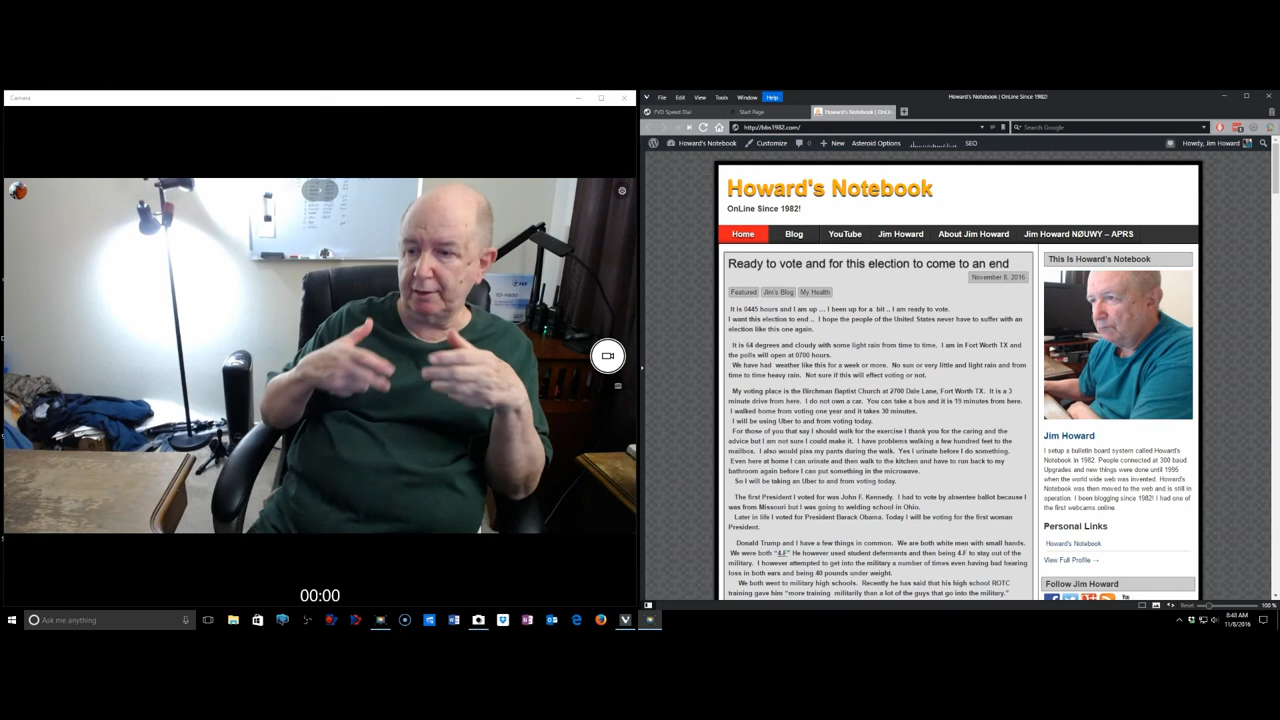 Camera
00:00
File Edit View Tools Window Help
Howard's Notebook | OnLine Since 1982!
FVD Speed Dial
Start Page
Howard's Notebook | OnLi
http://bbs1982.com/
Search Google
Howard's Notebook Customize 0 New Asteroid Options SEO
Howdy, Jim Howard
Howard's Notebook
OnLine Since 1982!
Home Blog YouTube Jim Howard About Jim Howard Jim Howard NØUWY – APRS
Ready to vote and for this election to come to an end
November 8, 2016
Featured Jim's Blog My Health
It is 0445 hours and I am up … I been up for a bit .. I am ready to vote.
I want this election to end .. I hope the people of the United States never have to suffer with an
election like this one again.
It is 64 degrees and cloudy with some light rain from time to time. I am in Fort Worth TX and
the polls will open at 0700 hours.
We have had weather like this for a week or more. No sun or very little and light rain and from
time to time heavy rain. Not sure if this will effect voting or not.
My voting place is the Birchman Baptist Church at 2700 Dale Lane, Fort Worth TX. It is a 3
minute drive from here. I do not own a car. You can take a bus and it is 19 minutes from here.
I walked home from voting one year and it takes 30 minutes.
I will be using Uber to and from voting today.
For those of you that say I should walk for the exercise I thank you for the caring and the
advice but I am not sure I could make it. I have problems walking a few hundred feet to the
mailbox. I also would piss my pants during the walk. Yes I urinate before I do something.
Even here at home I can urinate and then walk to the kitchen and have to run back to my
bathroom again before I can put something in the microwave.
So I will be taking an Uber to and from voting today.
The first President I voted for was John F. Kennedy. I had to vote by absentee ballot because I
was from Missouri but I was going to welding school in Ohio.
Later in life I voted for President Barack Obama. Today I will be voting for the first woman
President.
Donald Trump and I have a few things in common. We are both white men with small hands.
We were both "4-F" He however used student deferments and then being 4-F to stay out of the
military. I however attempted to get into the military a number of times even having bad hearing
loss in both ears and being 40 pounds under weight.
We both went to military high schools. Recently he has said that his high school ROTC
training gave him "more training militarily than a lot of the guys that go into the military."
This Is Howard's Notebook
Jim Howard
I setup a bulletin board system called Howard's
Notebook in 1982. People connected at 300 baud.
Upgrades and new things were done until 1995
when the world wide web was invented. Howard's
Notebook was then moved to the web and is still in
operation. I been blogging since 1982! I had one of
the first webcams online.
Personal Links
Howard's Notebook
View Full Profile →
Follow Jim Howard
You
Reset
100 %
Ask me anything
8:48 AM
11/8/2016